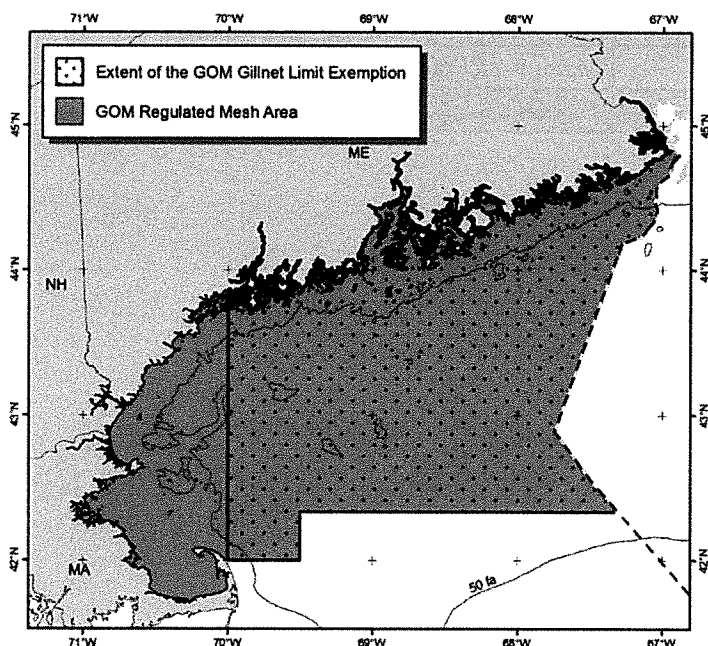 71°W 70°W 69°W 68°W 67°W
Extent of the GOM Gillnet Limit Exemption
GOM Regulated Mesh Area
45°N
45°N
ME
44°N
44°N
NH
43°N
43°N
42°N
42°N
MA
50 fa
71°W 70°W 69°W 68°W 67°W